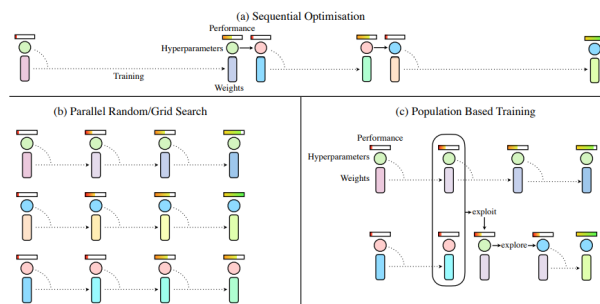 (a) Sequential Optimisation
Performance
Hyperparameters
Training
Weights
(b) Parallel Random/Grid Search
(c) Population Based Training
Performance
Hyperparameters
Weights
exploit
explore